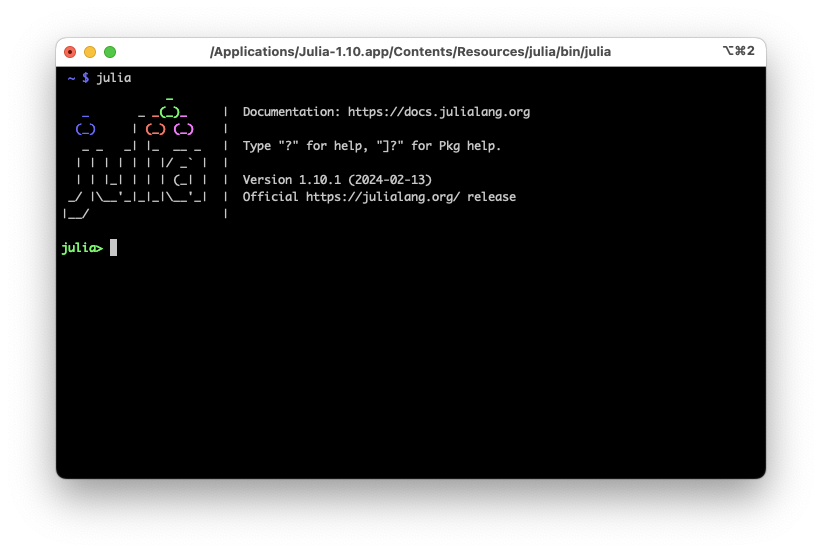 /Applications/Julia-1.10.app/Contents/Resources/julia/bin/julia ⌥⌘2
~ $ julia
               _
   _       _ _(_)_     |  Documentation: https://docs.julialang.org
  (_)     | (_) (_)    |
   _ _   _| |_  __ _   |  Type "?" for help, "]?" for Pkg help.
  | | | | | | |/ _` |  |
  | | |_| | | | (_| |  |  Version 1.10.1 (2024-02-13)
 _/ |\__'_|_|_|\__'_|  |  Official https://julialang.org/ release
|__/                   |
julia>